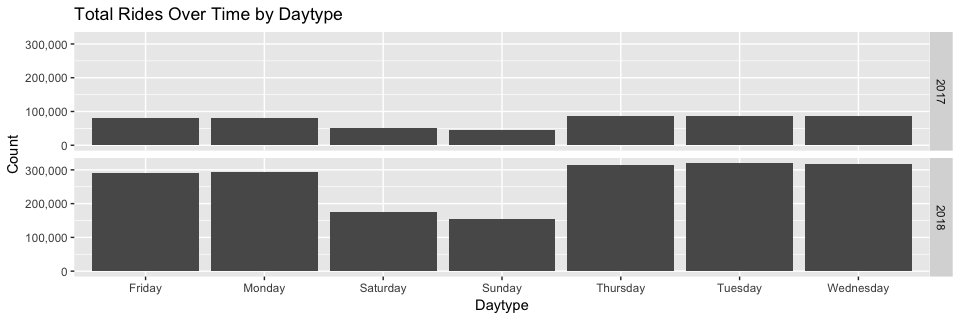 Total Rides Over Time by Daytype
Count
300,000
200,000
100,000
0
2017
300,000
200,000
100,000
0
2018
Friday Monday Saturday Sunday Thursday Tuesday Wednesday
Daytype